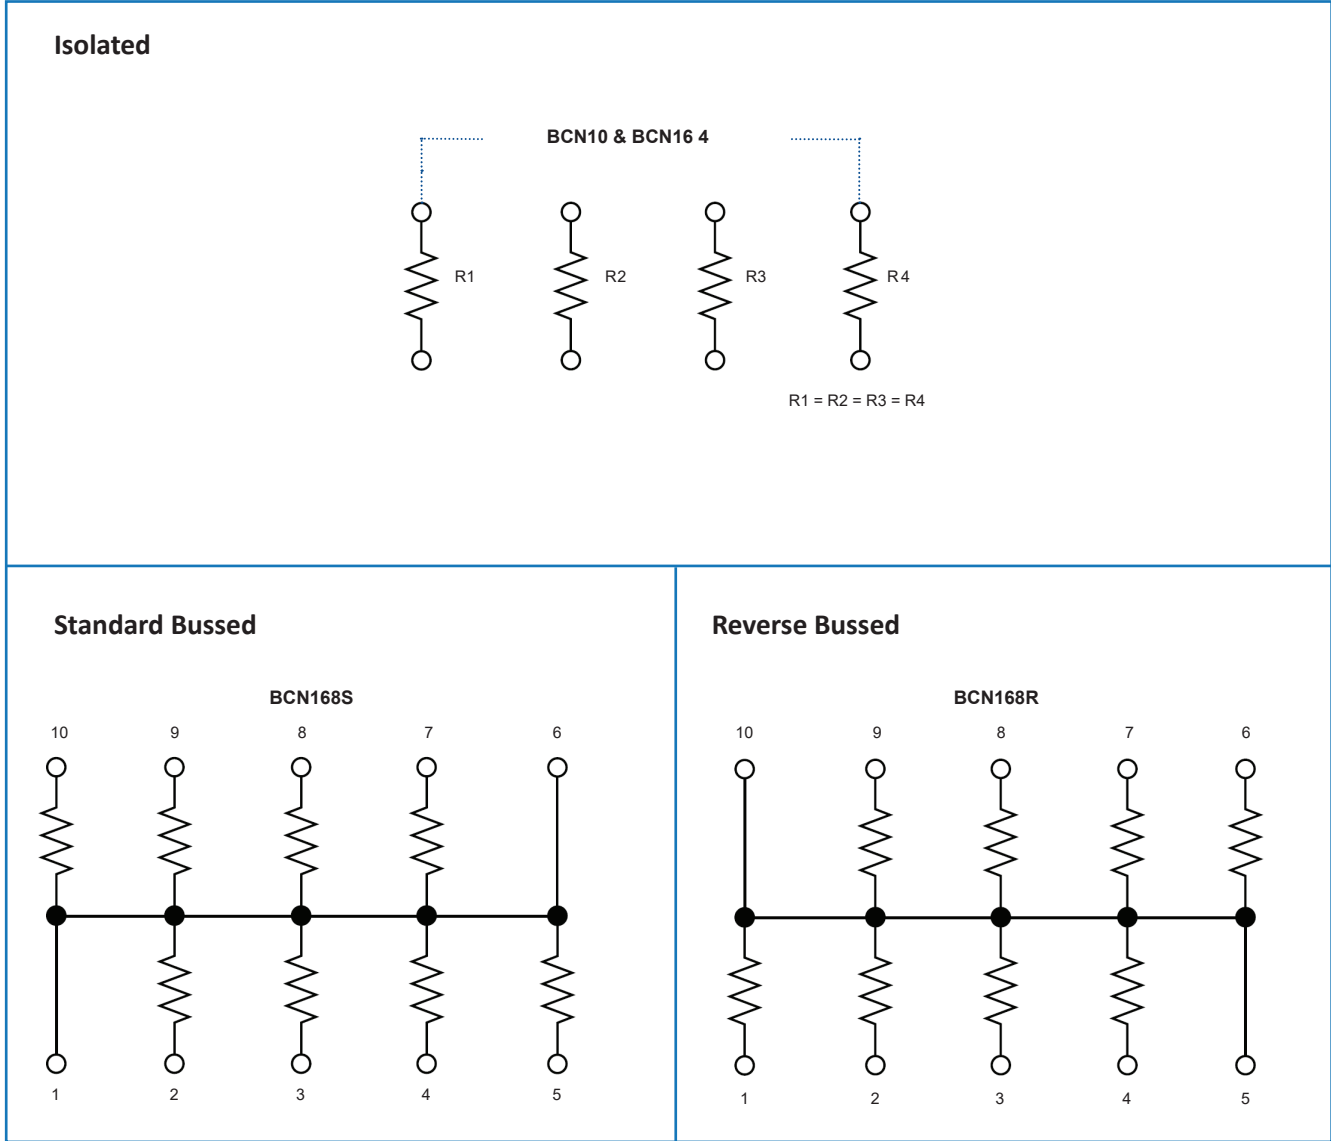 Isolated
BCN10 & BCN16 4
R1 R2 R3 R4
R1 = R2 = R3 = R4
Standard Bussed
BCN168S
10 9 8 7 6
1 2 3 4 5
Reverse Bussed
BCN168R
10 9 8 7 6
1 2 3 4 5